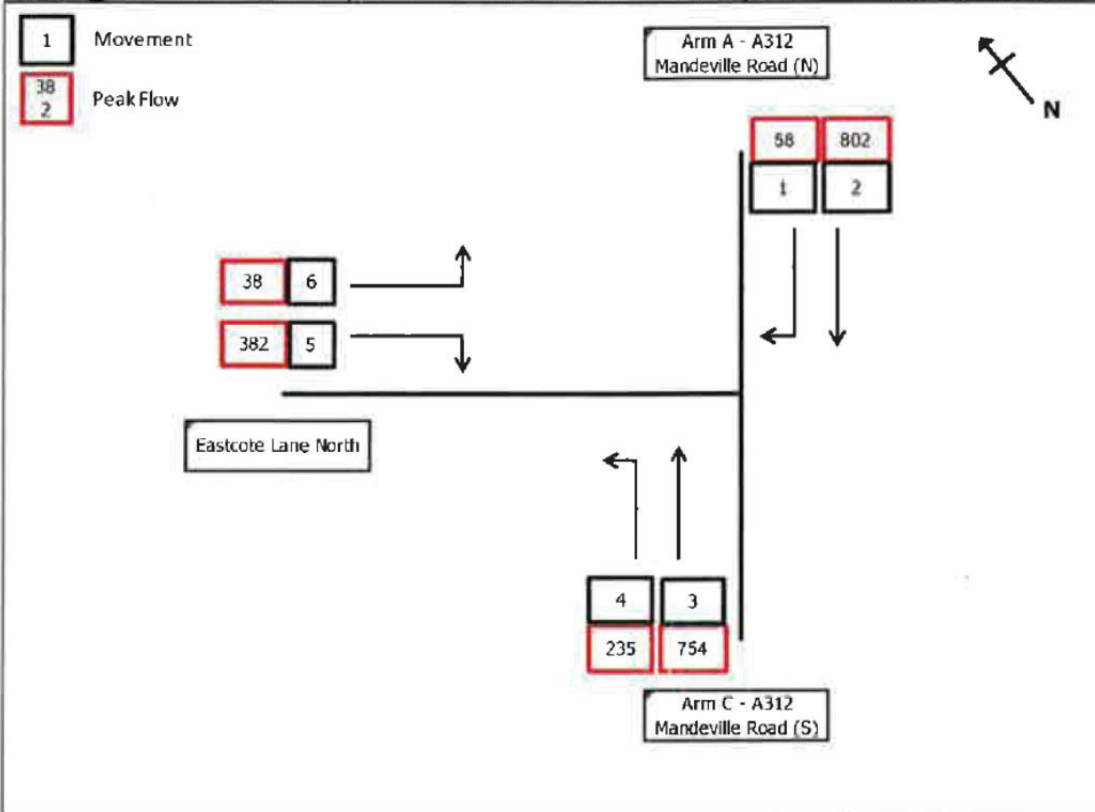 1 Movement
38
2
Peak Flow
Arm A - A312
Mandeville Road (N)
N
58 802
1 2
38 6
382 5
Eastcote Lane North
4 3
235 754
Arm C - A312
Mandeville Road (S)